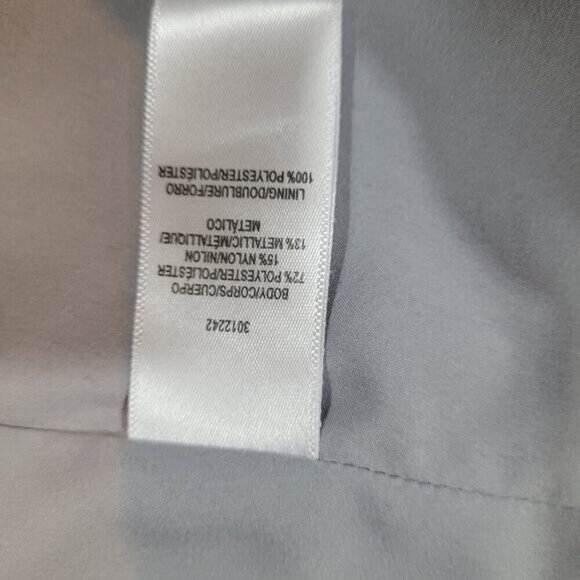 3012242
BODY/CORPS/CUERPO
72% POLYESTER/POLIÉSTER
15% NYLON/NILON
13% METALLIC/MÉTALLIQUE/
METÁLICO
LINING/DOUBLURE/FORRO
100% POLYESTER/POLIÉSTER